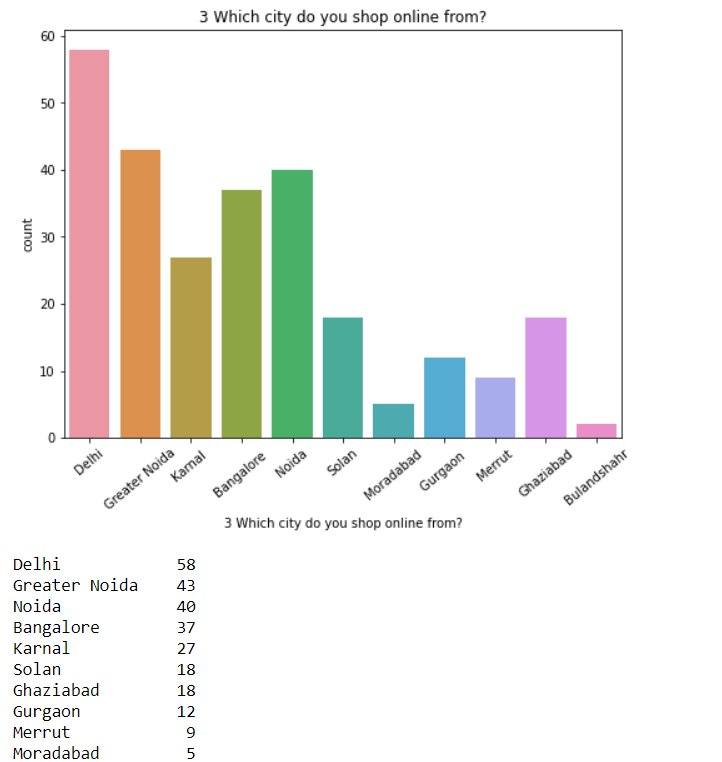 3 Which city do you shop online from?
60
50
40
30
20
10
0
count
Delhi
Greater Noida
Karnal
Bangalore
Noida
Solan
Moradabad
Gurgaon
Merrut
Ghaziabad
Bulandshahr
3 Which city do you shop online from?
Delhi 58
Greater Noida 43
Noida 40
Bangalore 37
Karnal 27
Solan 18
Ghaziabad 18
Gurgaon 12
Merrut 9
Moradabad 5